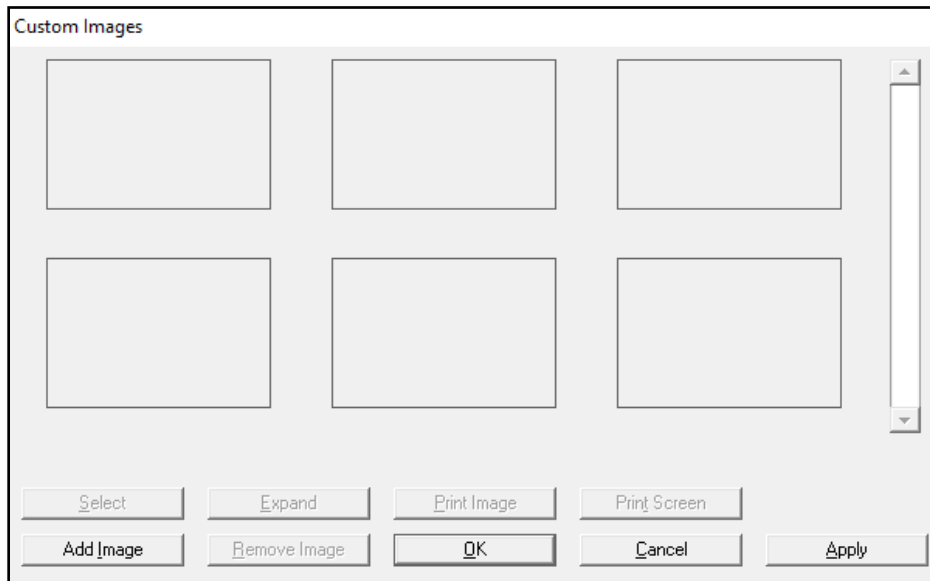 Custom Images
Select Expand Print Image Print Screen
Add Image Remove Image OK Cancel Apply